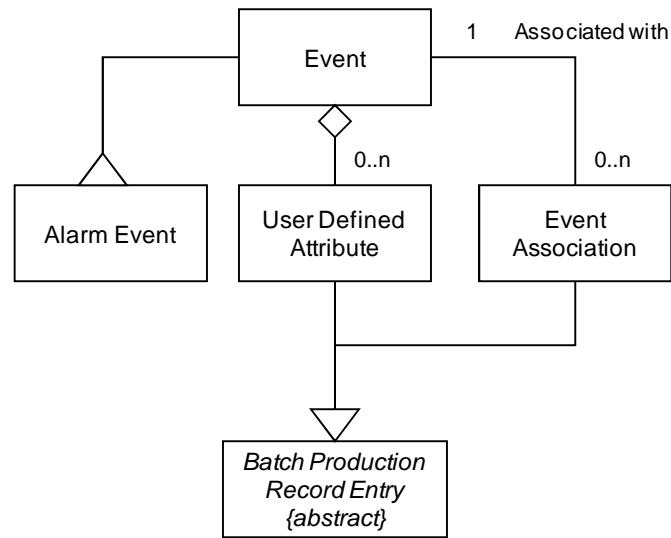 1 Associated with
Event
0..n
0..n
Alarm Event
User Defined
Attribute
Event
Association
Batch Production
Record Entry
{abstract}